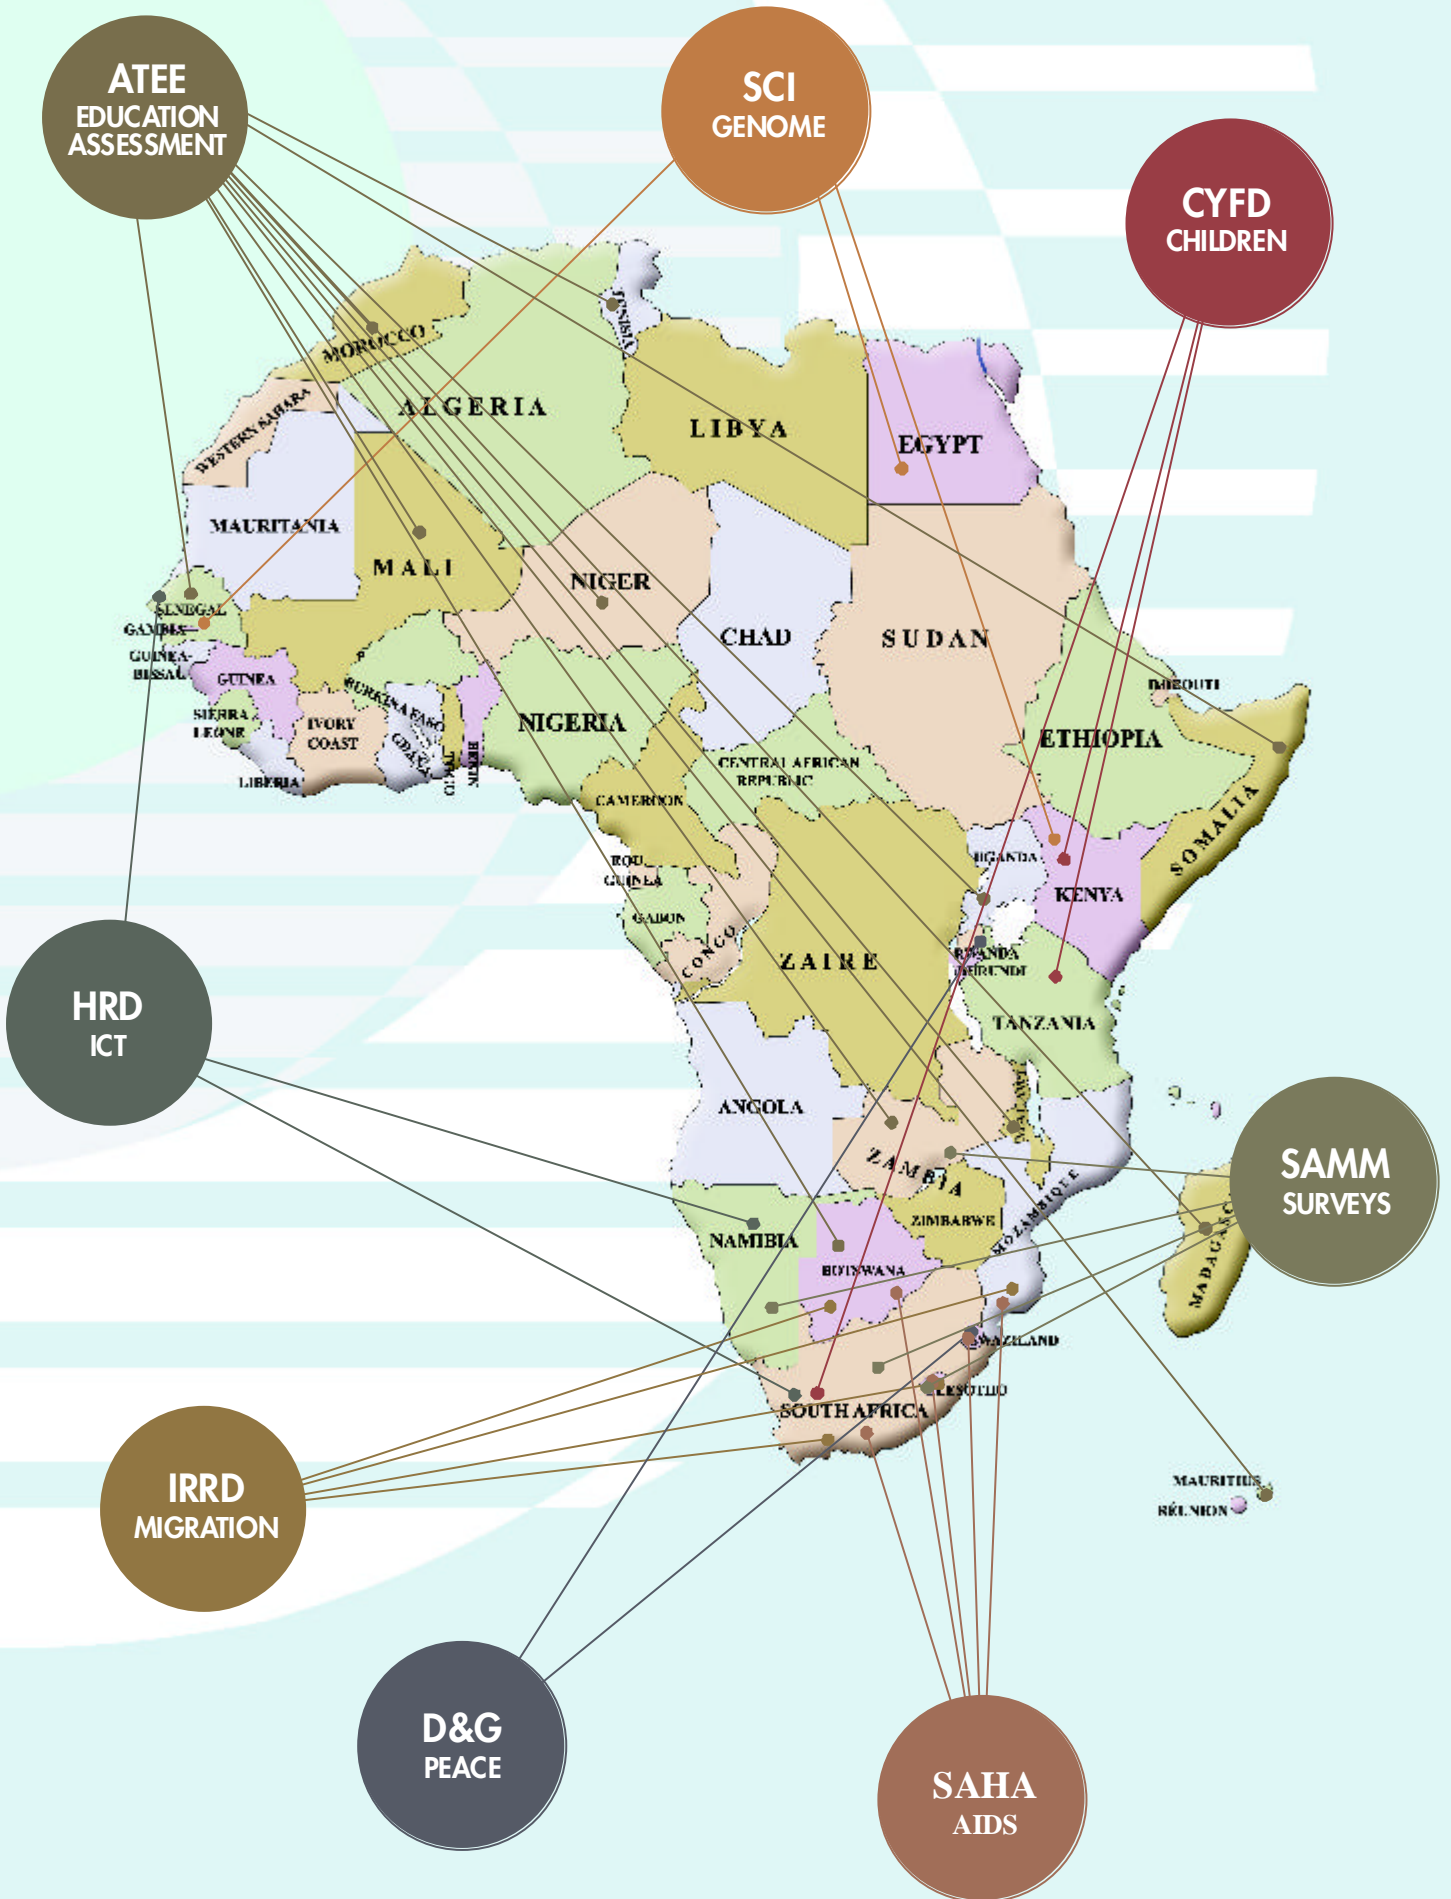 ATEE
EDUCATION
ASSESSMENT
SCI
GENOME
CYFD
CHILDREN
TUNISIA
MOROCCO
ALGERIA
WESTERN SAHARA
LIBYA
EGYPT
MAURITANIA
MALI
NIGER
CHAD
SUDAN
SENEGAL
GAMBIA
GUINEA-
BISSAU
GUINEA
BURKINA FASO
SIERRA
LEONE
IVORY
COAST
GHANA
TOGO
BENIN
LIBERIA
NIGERIA
DJIBOUTI
ETHIOPIA
CENTRAL AFRICAN
REPUBLIC
CAMEROON
SOMALIA
UGANDA
KENYA
EQU.
GUINEA
GABON
CONGO
ZAIRE
RWANDA
BURUNDI
TANZANIA
HRD
ICT
ANGOLA
MALAWI
ZAMBIA
SAMM
SURVEYS
MOZAMBIQUE
ZIMBABWE
NAMIBIA
BOTSWANA
MADAGASC
SWAZILAND
LESOTHO
SOUTH AFRICA
MAURITIUS
RÉUNION
IRRD
MIGRATION
D&G
PEACE
SAHA
AIDS